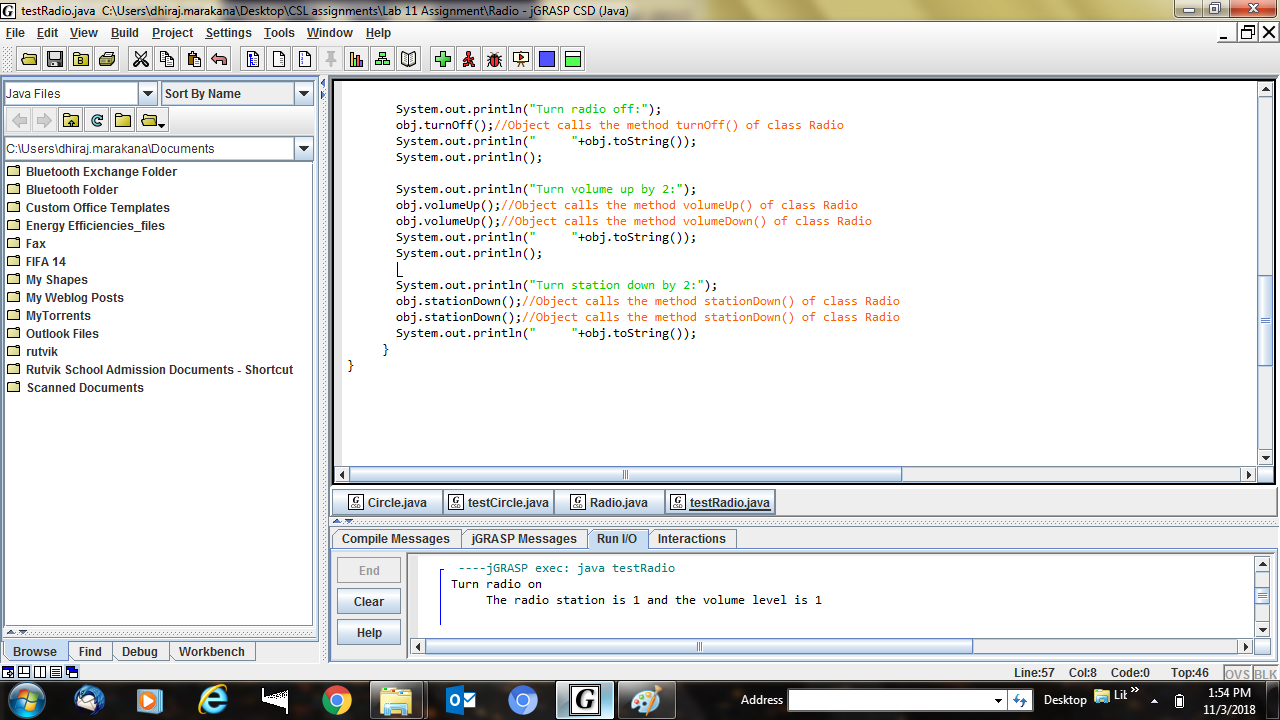 testRadio.java  C:\Users\dhiraj.marakana\Desktop\CSL assignments\Lab 11 Assignment\Radio - jGRASP CSD (Java)
File Edit View Build Project Settings Tools Window Help
Java Files
Sort By Name
C:\Users\dhiraj.marakana\Documents
Bluetooth Exchange Folder
Bluetooth Folder
Custom Office Templates
Energy Efficiencies_files
Fax
FIFA 14
My Shapes
My Weblog Posts
MyTorrents
Outlook Files
rutvik
Rutvik School Admission Documents - Shortcut
Scanned Documents
Browse Find Debug Workbench
System.out.println("Turn radio off:");
obj.turnOff();//Object calls the method turnOff() of class Radio
System.out.println("     "+obj.toString());
System.out.println();
System.out.println("Turn volume up by 2:");
obj.volumeUp();//Object calls the method volumeUp() of class Radio
obj.volumeUp();//Object calls the method volumeDown() of class Radio
System.out.println("     "+obj.toString());
System.out.println();
System.out.println("Turn station down by 2:");
obj.stationDown();//Object calls the method stationDown() of class Radio
obj.stationDown();//Object calls the method stationDown() of class Radio
System.out.println("     "+obj.toString());
}
}
Circle.java testCircle.java Radio.java testRadio.java
Compile Messages jGRASP Messages Run I/O Interactions
End
Clear
Help
----jGRASP exec: java testRadio
Turn radio on
The radio station is 1 and the volume level is 1
Line:57 Col:8 Code:0 Top:46 OVS BLK
Address Desktop Lit »
1:54 PM
11/3/2018